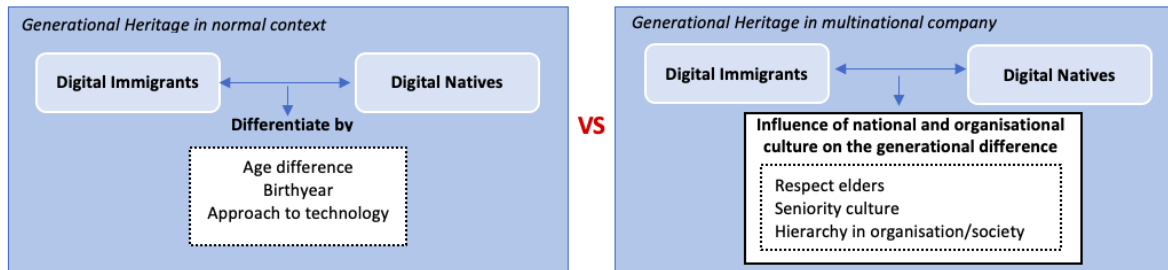 Generational Heritage in normal context
Digital Immigrants
Digital Natives
Differentiate by
Age difference
Birthyear
Approach to technology
VS
Generational Heritage in multinational company
Digital Immigrants
Digital Natives
Influence of national and organisational
culture on the generational difference
Respect elders
Seniority culture
Hierarchy in organisation/society